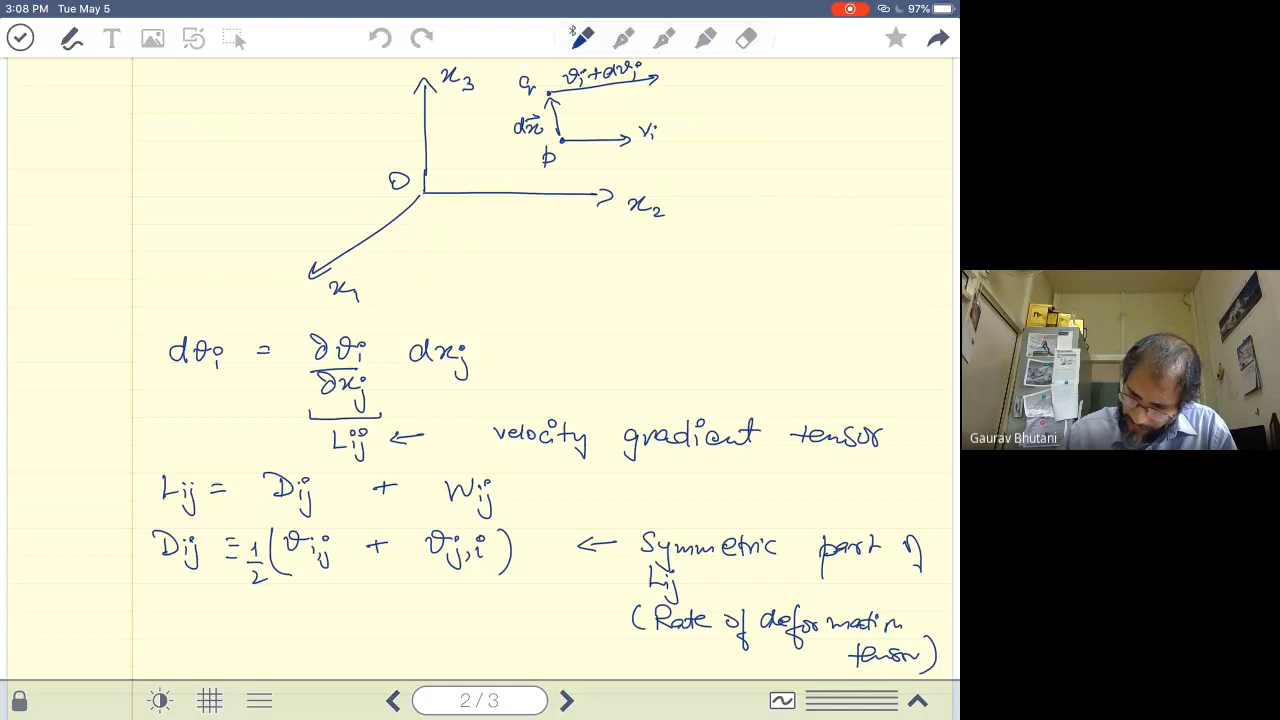 3:08 PM Tue May 5
97%
T
x₃
q vᵢ+dvᵢ
dx⃗ vᵢ
p
O
x₂
x₁
dvᵢ = ∂vᵢ/∂xⱼ dxⱼ
Lᵢⱼ ← velocity gradient tensor
Lᵢⱼ = Dᵢⱼ + Wᵢⱼ
Dᵢⱼ ≡ 1/2 (vᵢ,ⱼ + vⱼ,ᵢ) ← Symmetric part of
Lᵢⱼ
(Rate of deformation
tensor)
2 / 3
Gaurav Bhutani